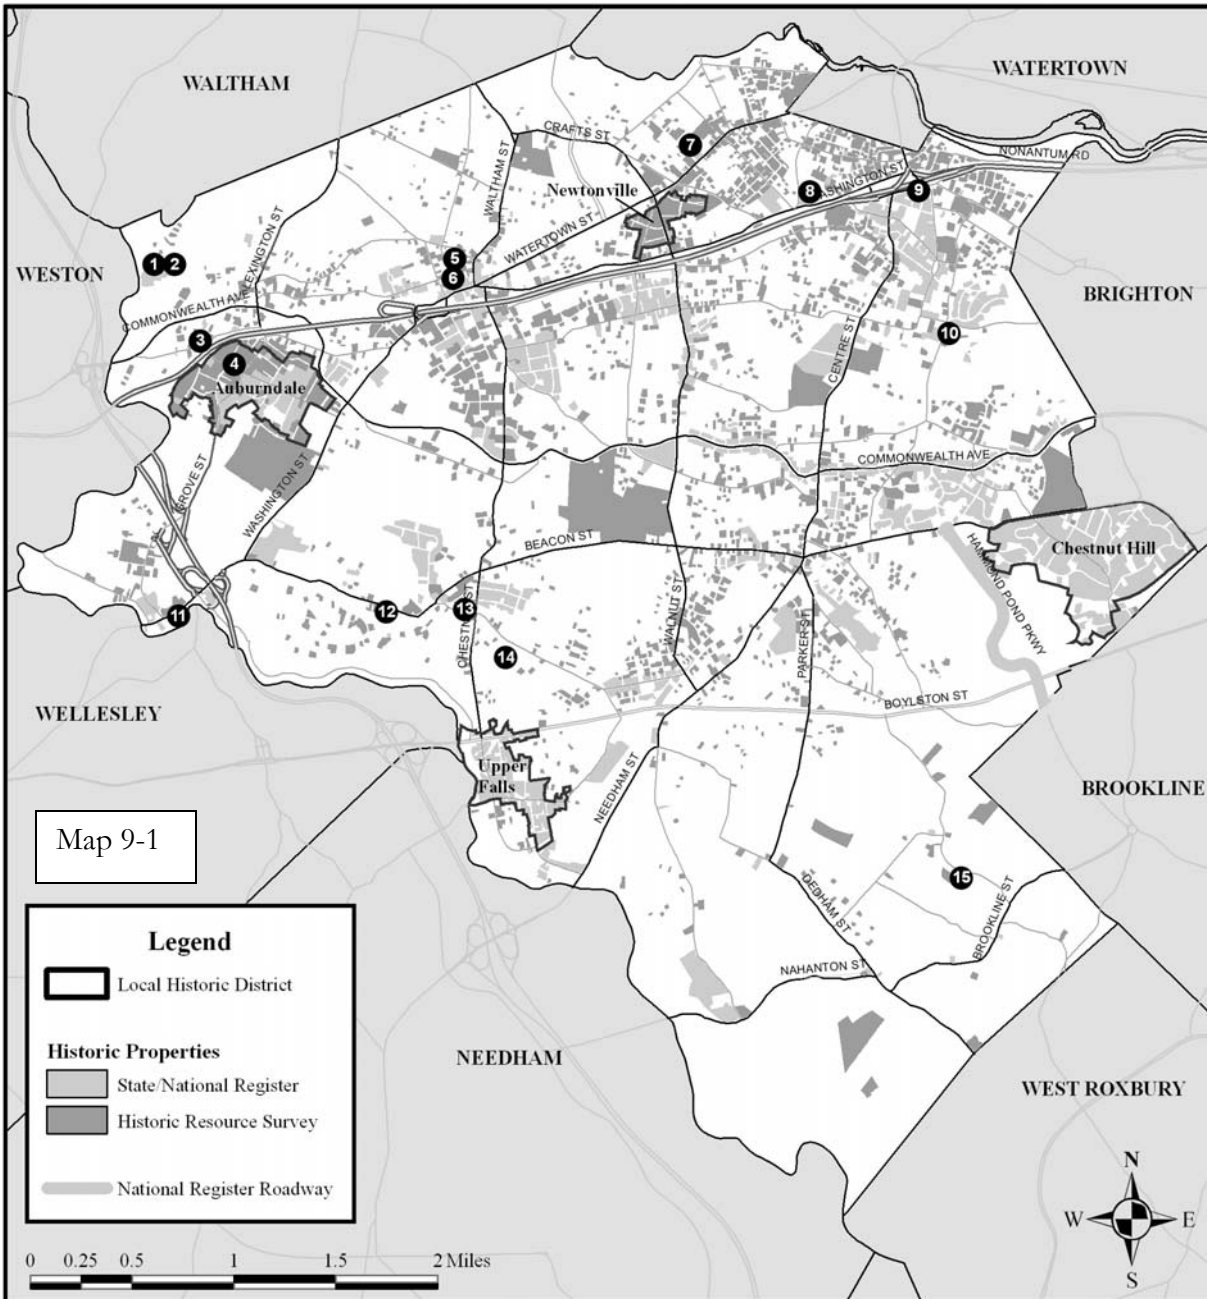 WALTHAM
WATERTOWN
CRAFTS ST
NONANTUM RD
WALTHAM ST
7
Newtonville
WASHINGTON ST
8
9
WATERTOWN ST
LEXINGTON ST
5
6
1
2
WESTON
COMMONWEALTH AVE
BRIGHTON
3
10
4
CENTRE ST
Auburndale
COMMONWEALTH AVE
GROVE ST
WASHINGTON ST
BEACON ST
Chestnut Hill
HAMMOND POND PKWY
11
12
13
CHESTNUT ST
WALNUT ST
PARKER ST
14
BOYLSTON ST
WELLESLEY
Upper
Falls
NEEDHAM ST
BROOKLINE
Map 9-1
15
DEDHAM ST
BROOKLINE ST
NAHANTON ST
NEEDHAM
WEST ROXBURY
Legend
Local Historic District
Historic Properties
State/National Register
Historic Resource Survey
National Register Roadway
N
W
E
S
0 0.25 0.5 1 1.5 2 Miles